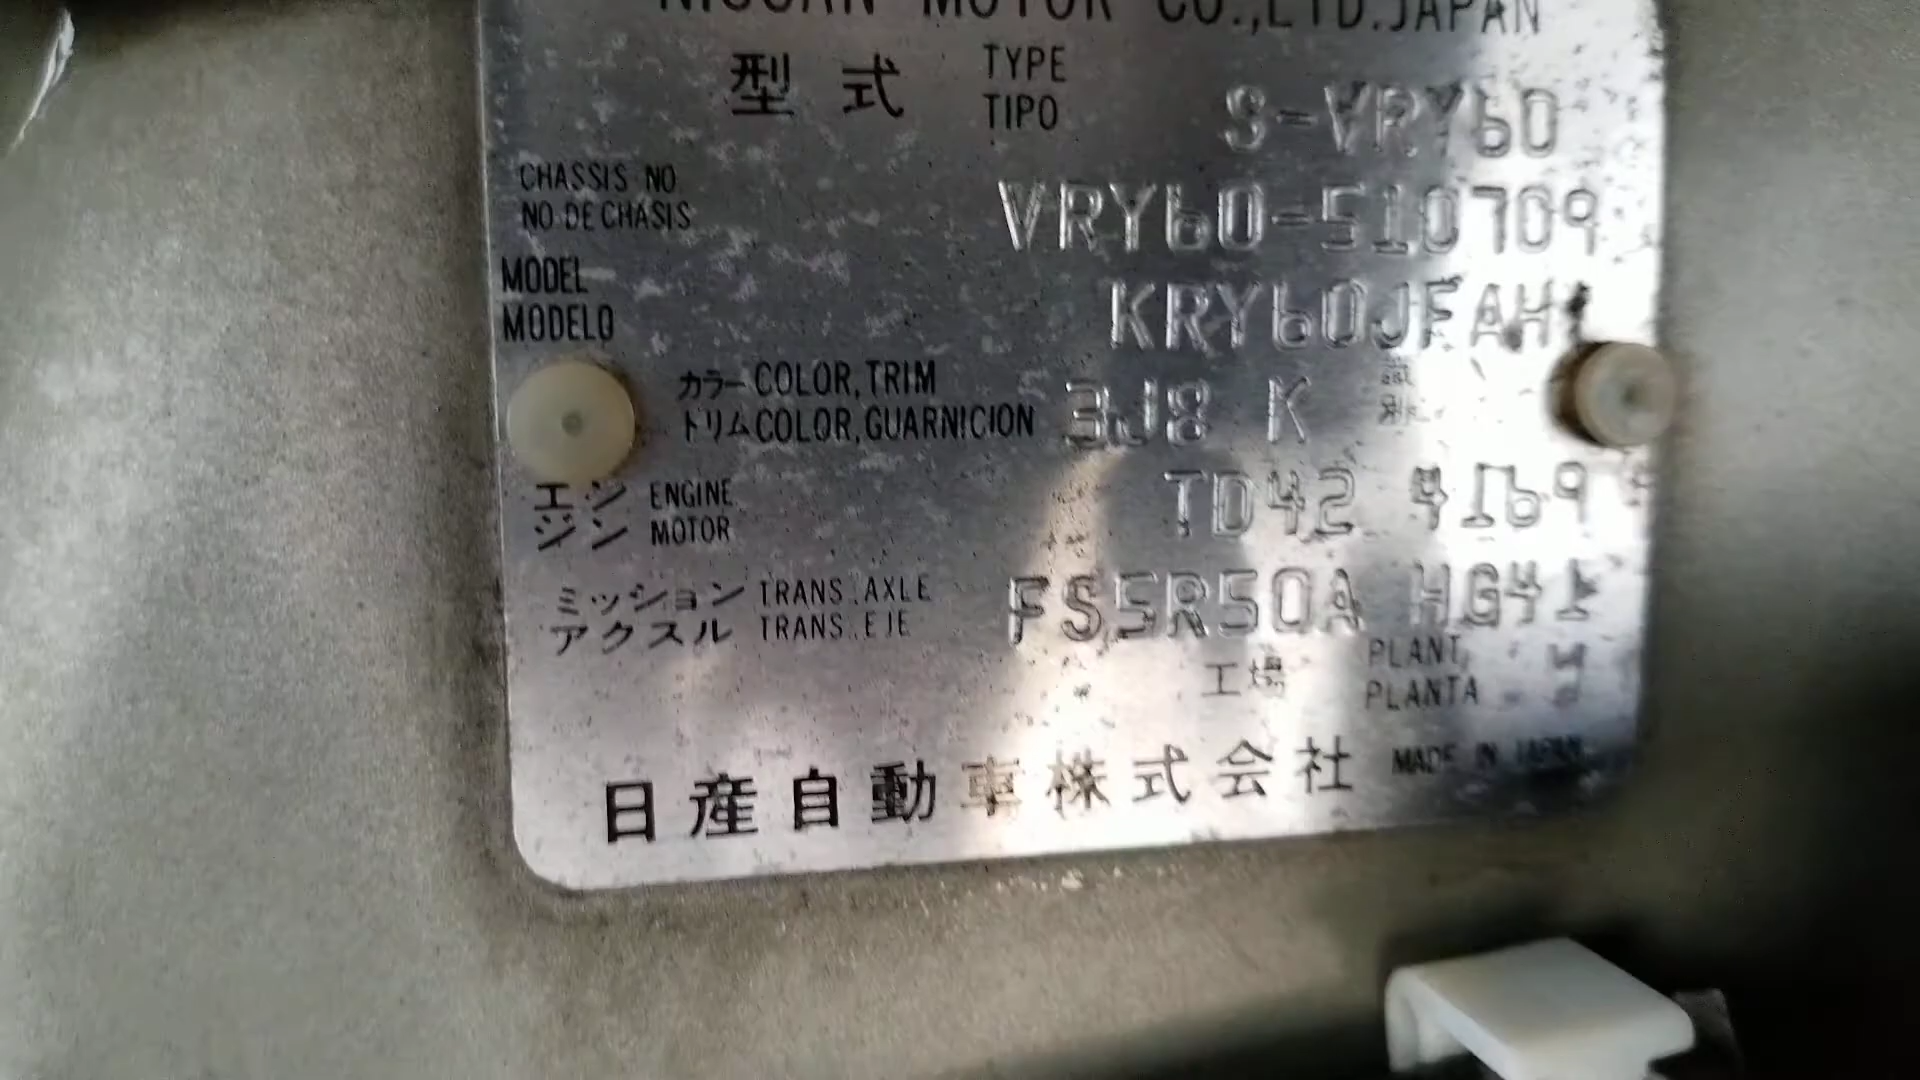 NISSAN MOTOR CO.,LTD.JAPAN
型式 TYPE TIPO S-VRY60
CHASSIS NO
NO DE CHASIS VRY60-510709
MODEL
MODELO KRY60JFAH
カラー COLOR,TRIM
トリム COLOR,GUARNICION 3J8 K 識別
エン ENGINE
ジン MOTOR TD42 4169
ミッション TRANS.AXLE
アクスル TRANS.EJE FS5R50A HG41
工場 PLANT
PLANTA
日産自動車株式会社 MADE IN JAPAN